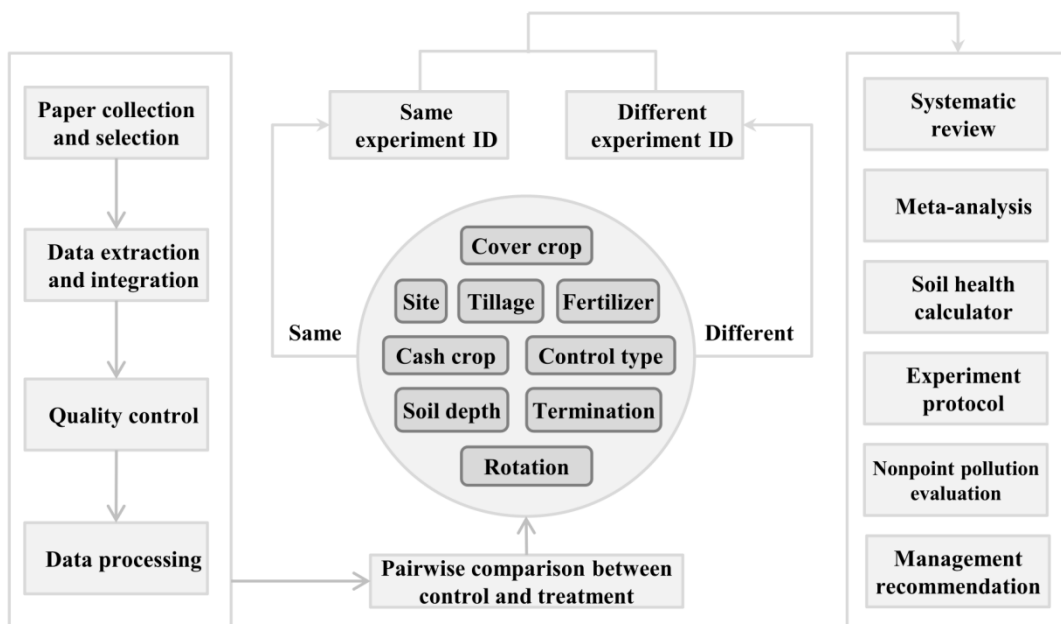 Paper collection
and selection
Data extraction
and integration
Quality control
Data processing
Same
experiment ID
Different
experiment ID
Cover crop
Site
Tillage
Fertilizer
Same
Different
Cash crop
Control type
Soil depth
Termination
Rotation
Pairwise comparison between
control and treatment
Systematic
review
Meta-analysis
Soil health
calculator
Experiment
protocol
Nonpoint pollution
evaluation
Management
recommendation